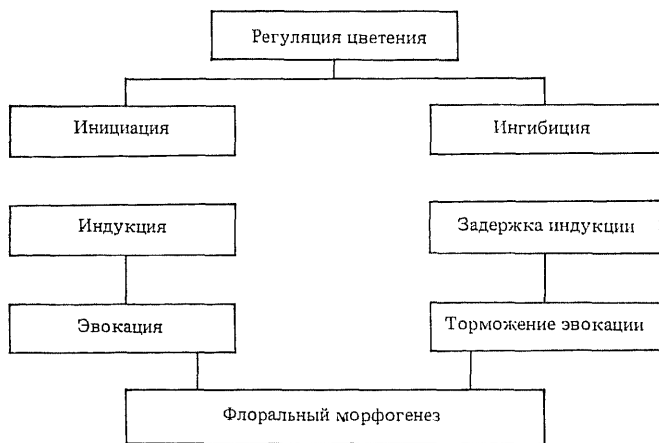 Регуляция цветения
Инициация
Ингибиция
Индукция
Задержка индукции
Эвокация
Торможение эвокации
Флоральный морфогенез